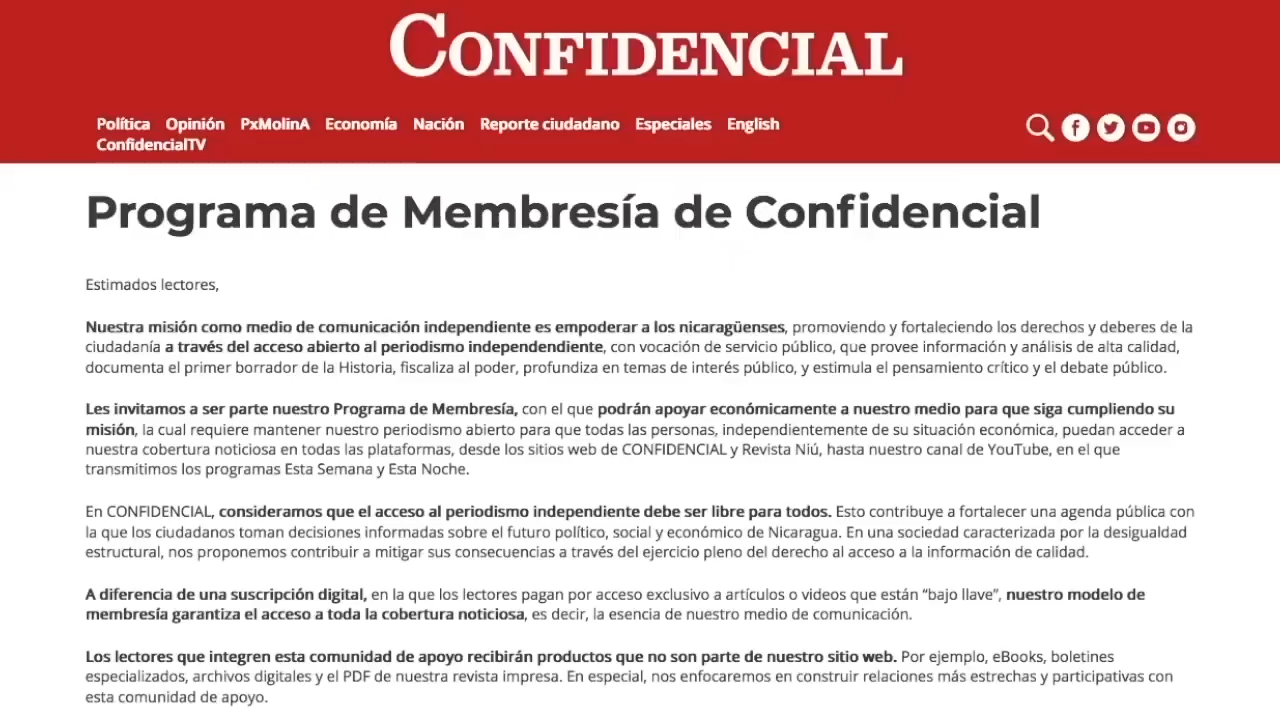 CONFIDENCIAL
Política Opinión PxMolinA Economía Nación Reporte ciudadano Especiales English
ConfidencialTV
Programa de Membresía de Confidencial
Estimados lectores,
Nuestra misión como medio de comunicación independiente es empoderar a los nicaragüenses, promoviendo y fortaleciendo los derechos y deberes de la
ciudadanía a través del acceso abierto al periodismo independendiente, con vocación de servicio público, que provee información y análisis de alta calidad,
documenta el primer borrador de la Historia, fiscaliza al poder, profundiza en temas de interés público, y estimula el pensamiento crítico y el debate público.
Les invitamos a ser parte nuestro Programa de Membresía, con el que podrán apoyar económicamente a nuestro medio para que siga cumpliendo su
misión, la cual requiere mantener nuestro periodismo abierto para que todas las personas, independientemente de su situación económica, puedan acceder a
nuestra cobertura noticiosa en todas las plataformas, desde los sitios web de CONFIDENCIAL y Revista Niú, hasta nuestro canal de YouTube, en el que
transmitimos los programas Esta Semana y Esta Noche.
En CONFIDENCIAL, consideramos que el acceso al periodismo independiente debe ser libre para todos. Esto contribuye a fortalecer una agenda pública con
la que los ciudadanos toman decisiones informadas sobre el futuro político, social y económico de Nicaragua. En una sociedad caracterizada por la desigualdad
estructural, nos proponemos contribuir a mitigar sus consecuencias a través del ejercicio pleno del derecho al acceso a la información de calidad.
A diferencia de una suscripción digital, en la que los lectores pagan por acceso exclusivo a artículos o videos que están “bajo llave”, nuestro modelo de
membresía garantiza el acceso a toda la cobertura noticiosa, es decir, la esencia de nuestro medio de comunicación.
Los lectores que integren esta comunidad de apoyo recibirán productos que no son parte de nuestro sitio web. Por ejemplo, eBooks, boletines
especializados, archivos digitales y el PDF de nuestra revista impresa. En especial, nos enfocaremos en construir relaciones más estrechas y participativas con
esta comunidad de apoyo.